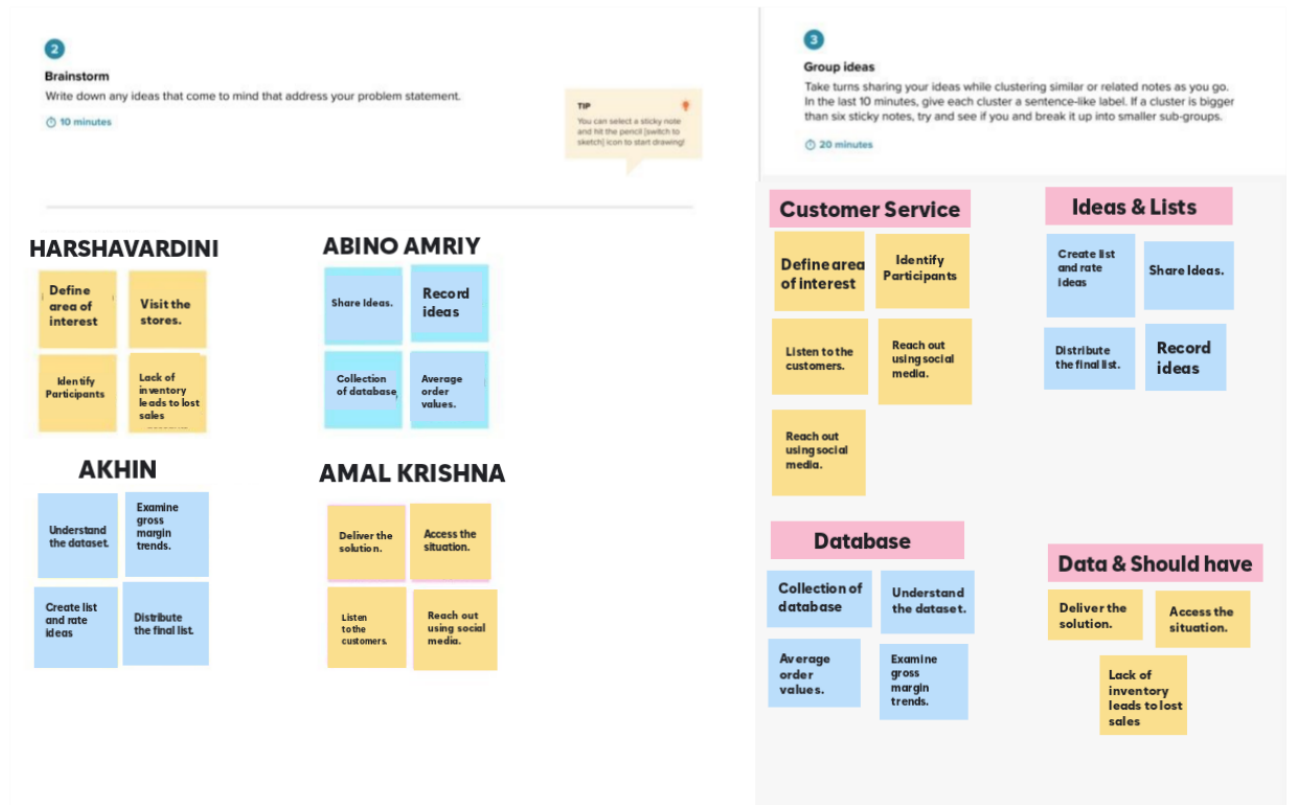 2
Brainstorm
Write down any ideas that come to mind that address your problem statement.
10 minutes
TIP
You can select a sticky note
and hit the pencil [switch to
sketch] icon to start drawing!
HARSHAVARDINI
Define
area of
interest
Visit the
stores.
Identify
Participants
Lack of
inventory
leads to lost
sales
ABINO AMRIY
Share Ideas.
Record
ideas
Collection
of database
Average
order
values.
AKHIN
Understand
the dataset.
Examine
gross
margin
trends.
Create list
and rate
ideas
Distribute
the final list.
AMAL KRISHNA
Deliver the
solution.
Access the
situation.
Listen
to the
customers.
Reach out
using social
media.
3
Group ideas
Take turns sharing your ideas while clustering similar or related notes as you go.
In the last 10 minutes, give each cluster a sentence-like label. If a cluster is bigger
than six sticky notes, try and see if you and break it up into smaller sub-groups.
20 minutes
Customer Service
Define area
of interest
Identify
Participants
Listen to the
customers.
Reach out
using social
media.
Reach out
using social
media.
Ideas & Lists
Create list
and rate
ideas
Share Ideas.
Distribute
the final list.
Record
ideas
Database
Collection of
database
Understand
the dataset.
Average
order
values.
Examine
gross
margin
trends.
Data & Should have
Deliver the
solution.
Access the
situation.
Lack of
inventory
leads to lost
sales